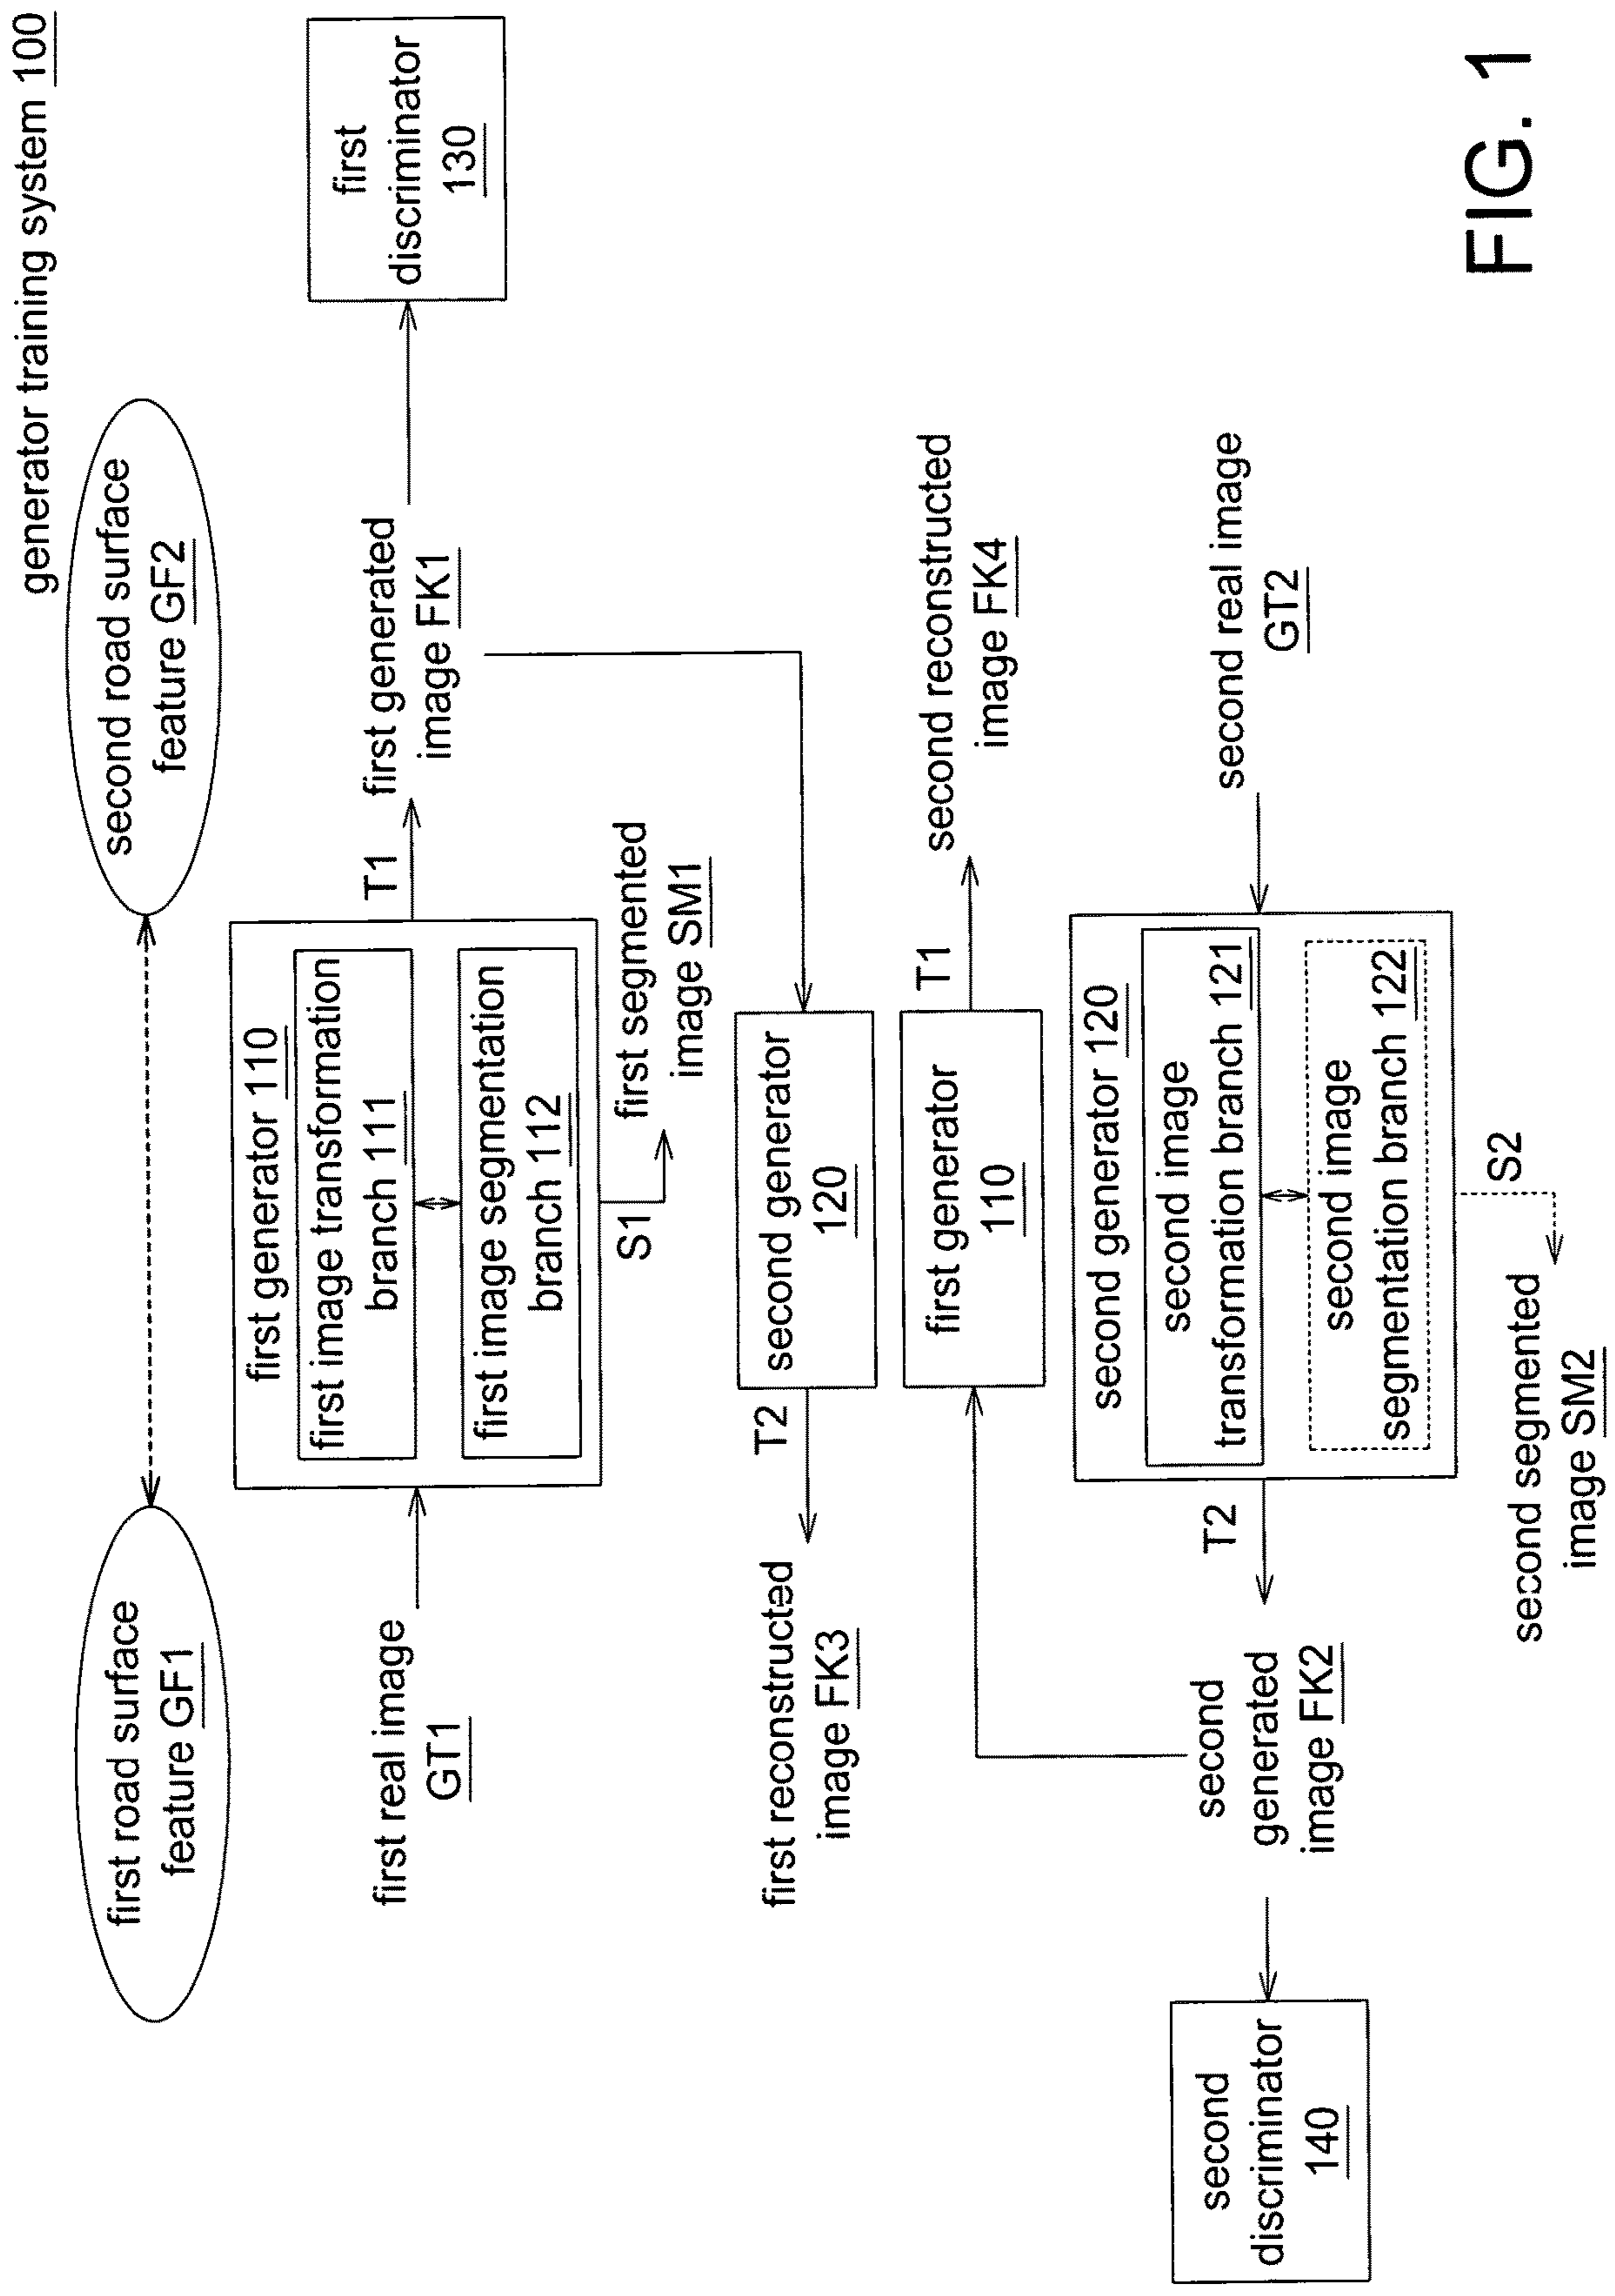 generator training system 100
first road surface
feature GF1
second road surface
feature GF2
first real image
GT1
first generator 110
first image transformation
branch 111
first image segmentation
branch 112
T1
first generated
image FK1
first
discriminator
130
S1
first segmented
image SM1
first reconstructed
image FK3
T2
second generator
120
first generator
110
T1
second reconstructed
image FK4
second
discriminator
140
second
generated
image FK2
T2
second generator 120
second image
transformation branch 121
second image
segmentation branch 122
second real image
GT2
S2
second segmented
image SM2
FIG. 1